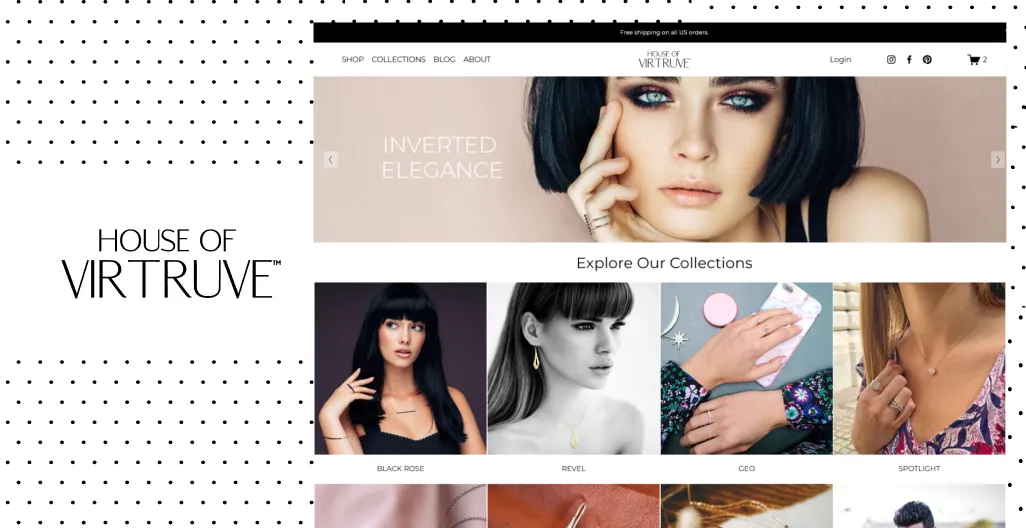 HOUSE OF
VIRTRUVE™
Free shipping on all US orders.
SHOP COLLECTIONS BLOG ABOUT
HOUSE OF
VIRTRUVE
Login
2
INVERTED
ELEGANCE
Explore Our Collections
BLACK ROSE
REVEL
GEO
SPOTLIGHT